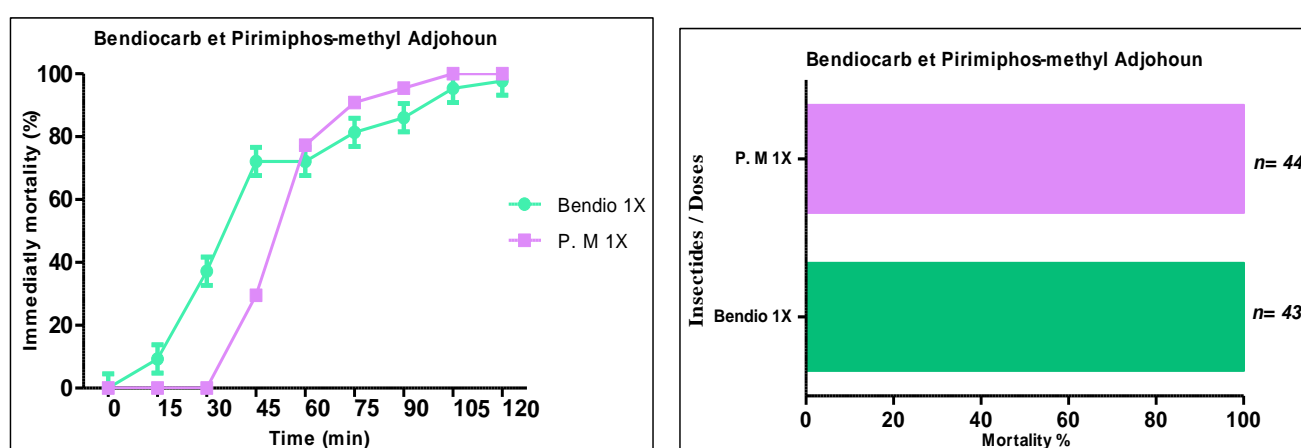 Bendiocarb et Pirimiphos-methyl Adjohoun
Immediatly mortality (%)
100
80
60
40
20
0
0 15 30 45 60 75 90 105 120
Time (min)
Bendio 1X
P. M 1X
Bendiocarb et Pirimiphos-methyl Adjohoun
Insectides / Doses
P. M 1X
n= 44
Bendio 1X
n= 43
0 20 40 60 80 100
Mortality %